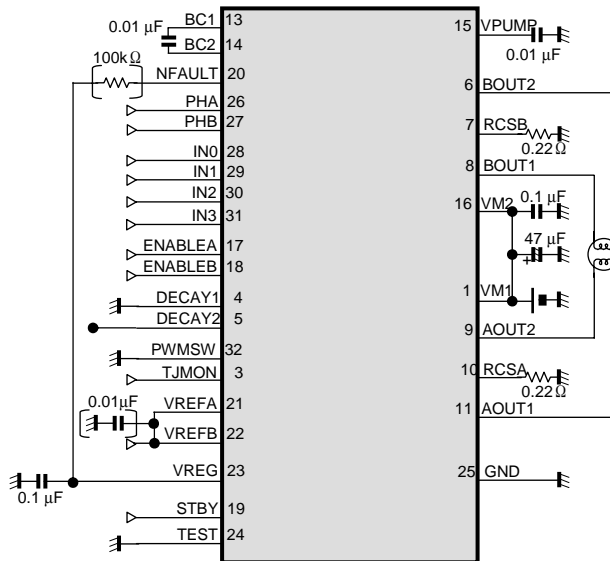 BC1 13
0.01 μF
BC2 14
100kΩ
NFAULT 20
PHA 26
PHB 27
IN0 28
IN1 29
IN2 30
IN3 31
ENABLEA 17
ENABLEB 18
DECAY1 4
DECAY2 5
PWMSW 32
TJMON 3
0.01μF
VREFA 21
VREFB 22
VREG 23
0.1 μF
STBY 19
TEST 24
15 VPUMP
0.01 μF
6 BOUT2
7 RCSB
0.22Ω
8 BOUT1
0.1 μF
16 VM2
47 μF
+
1 VM1
9 AOUT2
10 RCSA
0.22Ω
11 AOUT1
25 GND